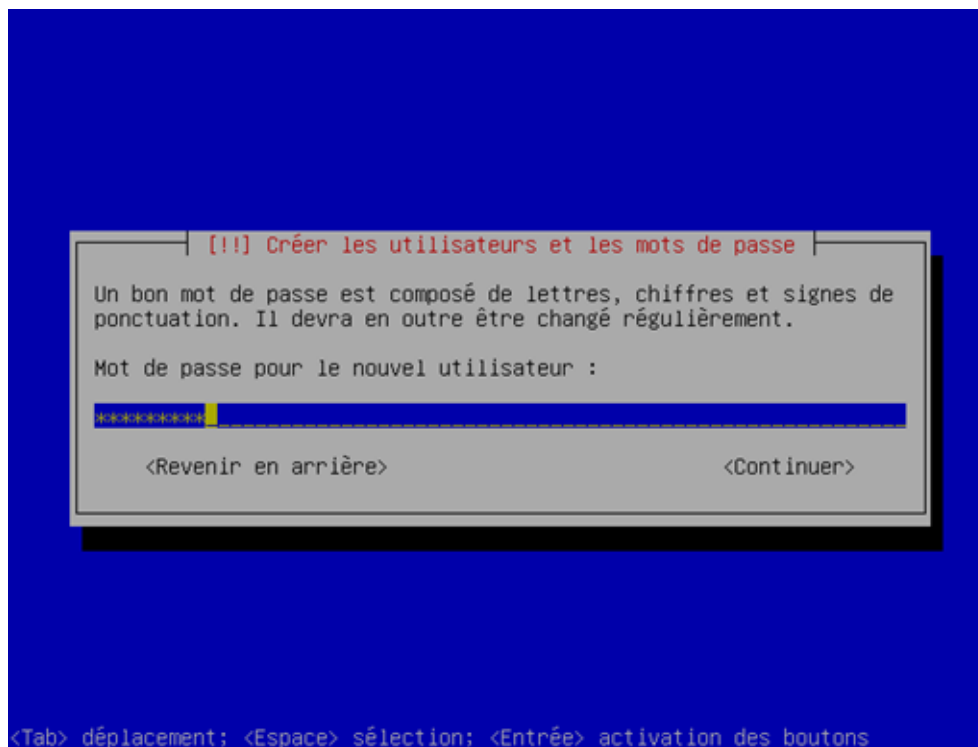 [!!] Créer les utilisateurs et les mots de passe
Un bon mot de passe est composé de lettres, chiffres et signes de
ponctuation. Il devra en outre être changé régulièrement.
Mot de passe pour le nouvel utilisateur :
***********
<Revenir en arrière> <Continuer>
<Tab> déplacement; <Espace> sélection; <Entrée> activation des boutons